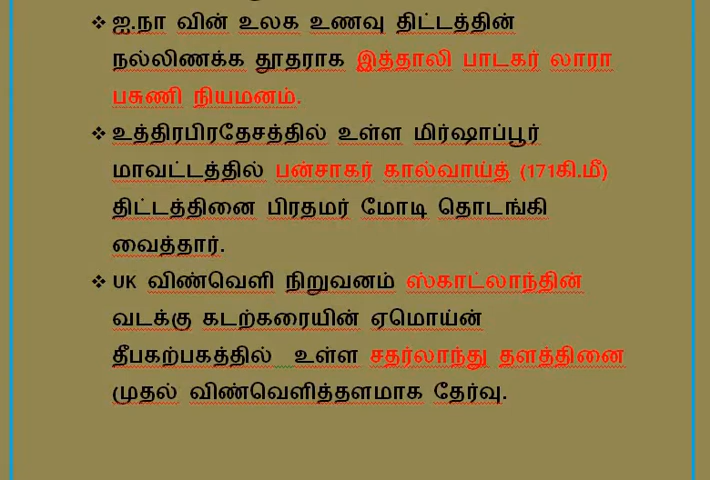 ❖ ஐ.நா வின் உலக உணவு திட்டத்தின்
நல்லிணக்க தூதராக இத்தாலி பாடகர் லாரா
பசுணி நியமனம்.
❖ உத்திரபிரதேசத்தில் உள்ள மிர்ஷாப்பூர்
மாவட்டத்தில் பன்சாகர் கால்வாய்த் (171கி.மீ)
திட்டத்தினை பிரதமர் மோடி தொடங்கி
வைத்தார்.
❖ UK விண்வெளி நிறுவனம் ஸ்காட்லாந்தின்
வடக்கு கடற்கரையின் ஏமொய்ன்
தீபகற்பகத்தில் உள்ள சதர்லாந்து தளத்தினை
முதல் விண்வெளித்தளமாக தேர்வு.